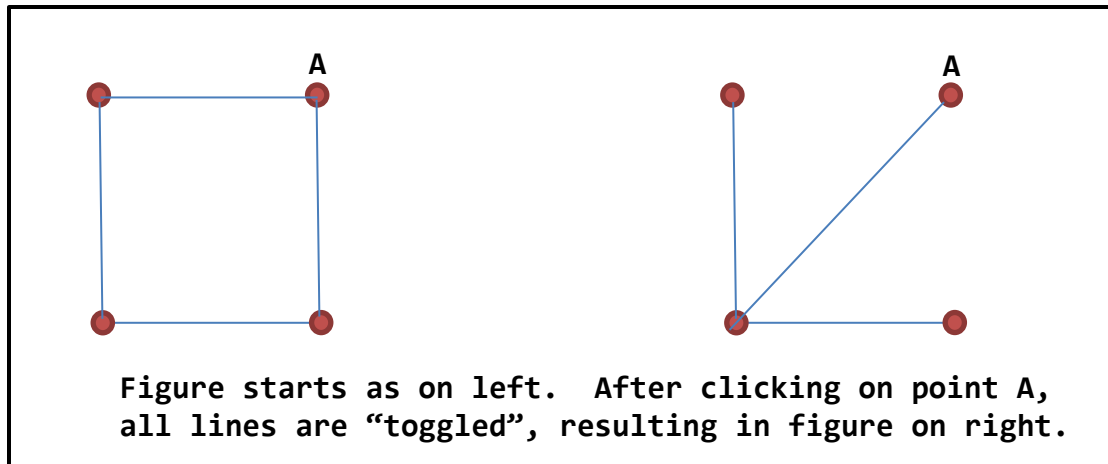 A
A
Figure starts as on left. After clicking on point A,
all lines are “toggled”, resulting in figure on right.